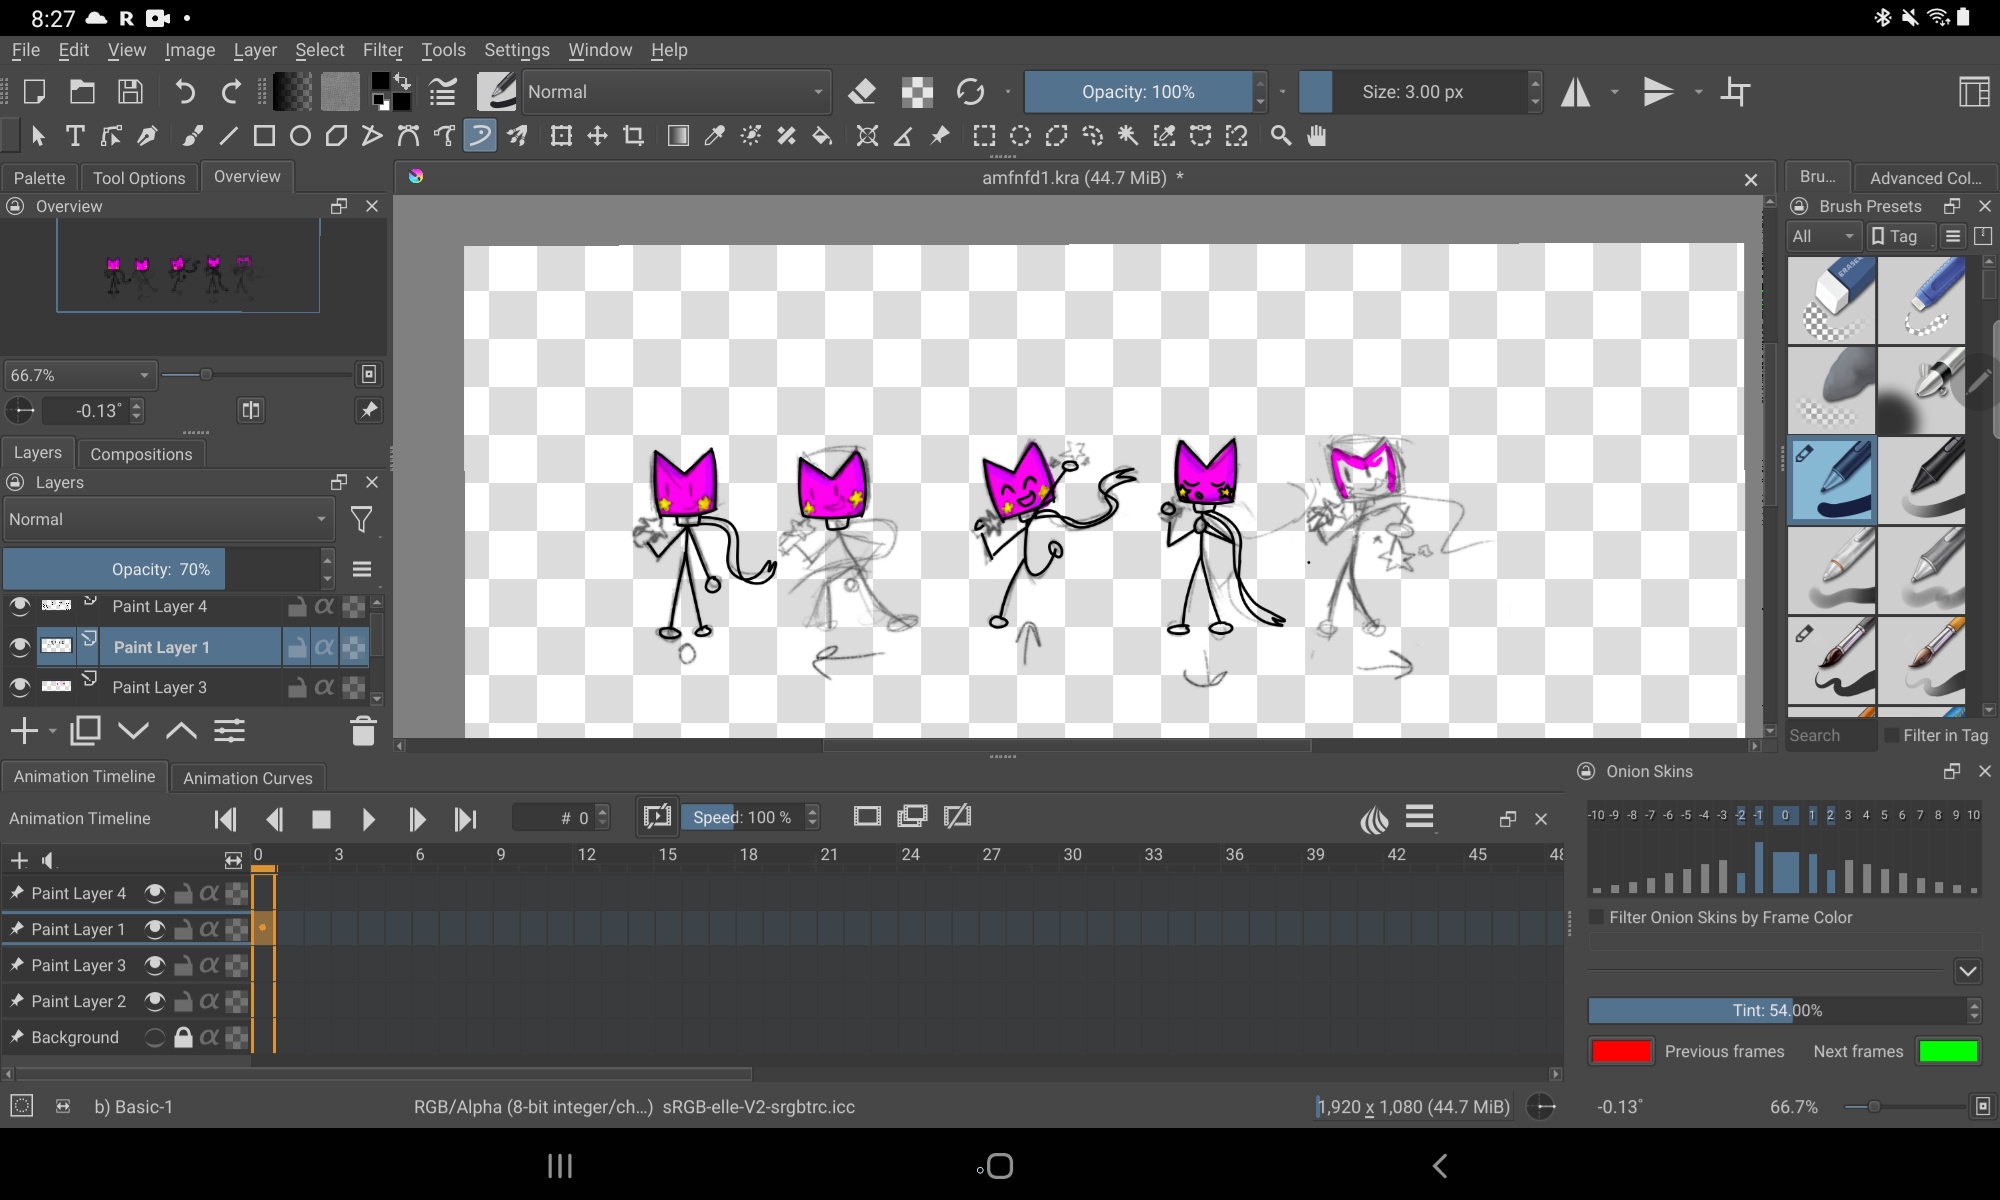 8:27 R
File Edit View Image Layer Select Filter Tools Settings Window Help
Normal Opacity: 100% Size: 3.00 px
Palette Tool Options Overview
amfnfd1.kra (44.7 MiB) *
Bru... Advanced Col...
Overview
Brush Presets
All Tag
ERASER
66.7%
-0.13°
Layers Compositions
Layers
Normal
Opacity: 70%
Paint Layer 4
Paint Layer 1
Paint Layer 3
Search Filter in Tag
Animation Timeline Animation Curves
Onion Skins
Animation Timeline # 0 Speed: 100 %
-10 -9 -8 -7 -6 -5 -4 -3 -2 -1 0 1 2 3 4 5 6 7 8 9 10
0 3 6 9 12 15 18 21 24 27 30 33 36 39 42 45 48
Paint Layer 4
Paint Layer 1
Paint Layer 3
Paint Layer 2
Background
Filter Onion Skins by Frame Color
Tint: 54.00%
Previous frames Next frames
b) Basic-1 RGB/Alpha (8-bit integer/ch...) sRGB-elle-V2-srgbtrc.icc 1,920 x 1,080 (44.7 MiB) -0.13° 66.7%